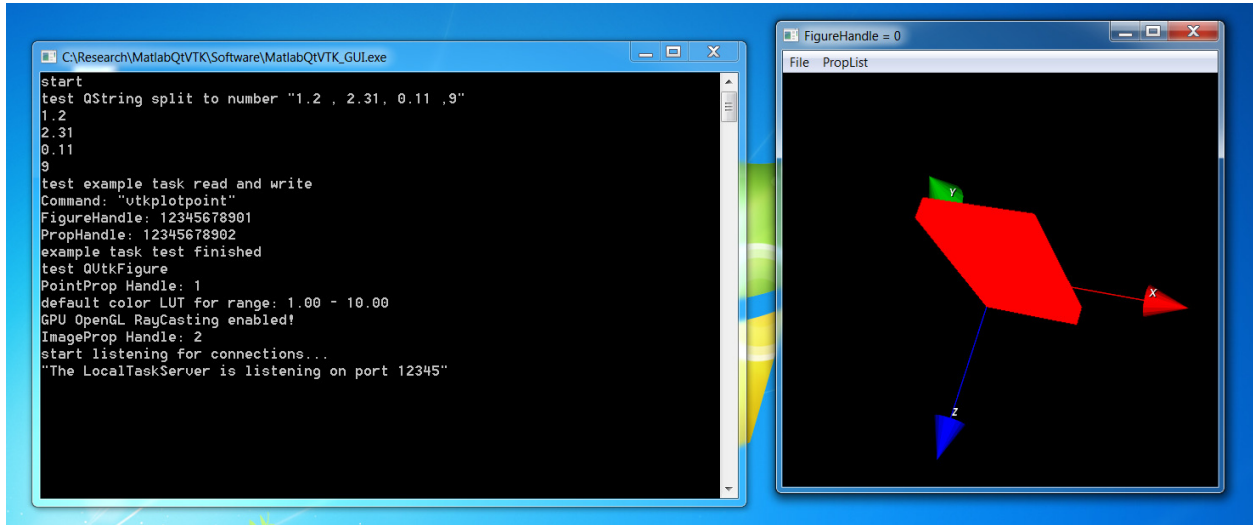 C:\Research\MatlabQtVTK\Software\MatlabQtVTK_GUI.exe
start
test QString split to number "1.2 , 2.31, 0.11 ,9"
1.2
2.31
0.11
9
test example task read and write
Command: "vtkplotpoint"
FigureHandle: 12345678901
PropHandle: 12345678902
example task test finished
test QVtkFigure
PointProp Handle: 1
default color LUT for range: 1.00 - 10.00
GPU OpenGL RayCasting enabled!
ImageProp Handle: 2
start listening for connections...
"The LocalTaskServer is listening on port 12345"
FigureHandle = 0
File PropList
Y
X
Z